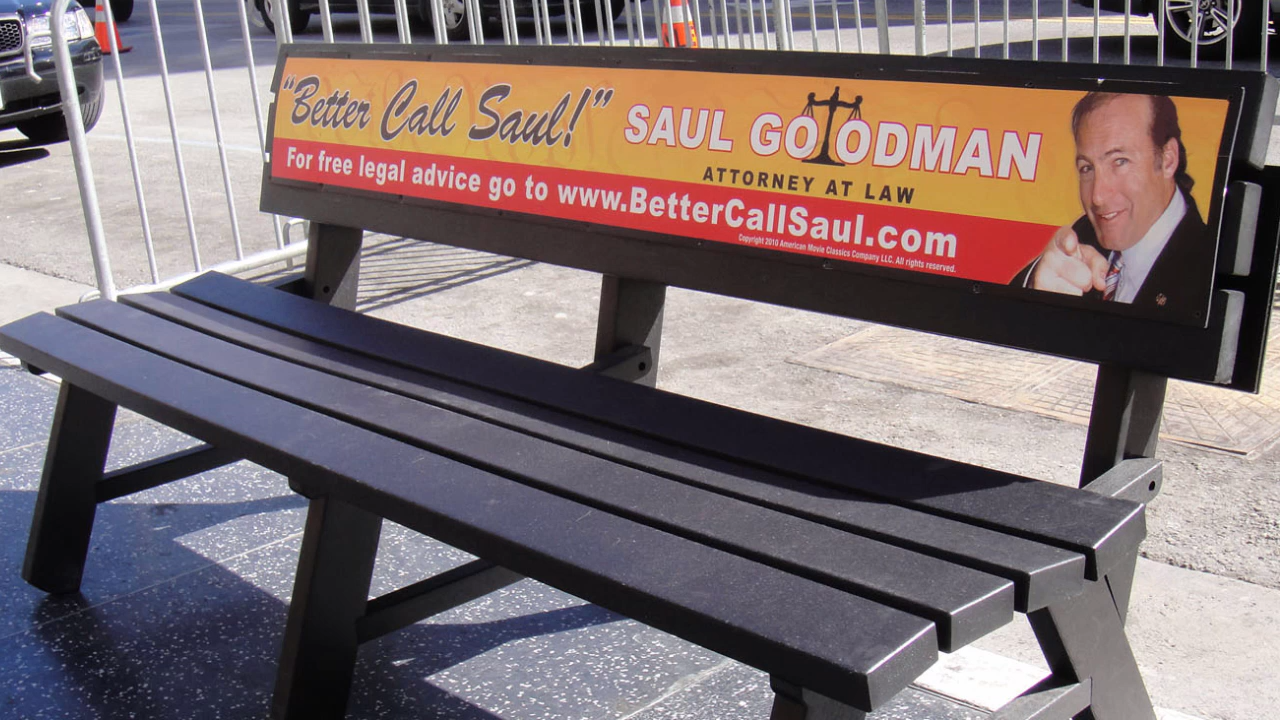 "Better Call Saul!"
SAUL GOODMAN
ATTORNEY AT LAW
For free legal advice go to www.BetterCallSaul.com
Copyright 2010 American Movie Classics Company LLC. All rights reserved.